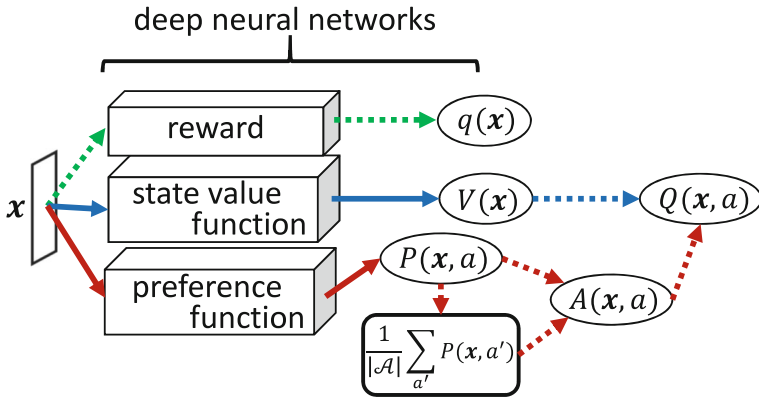 deep neural networks
reward
q(x)
x
state value
function
V(x)
Q(x, a)
preference
function
P(x, a)
A(x, a)
1/|𝒜| ∑a′ P(x, a′)